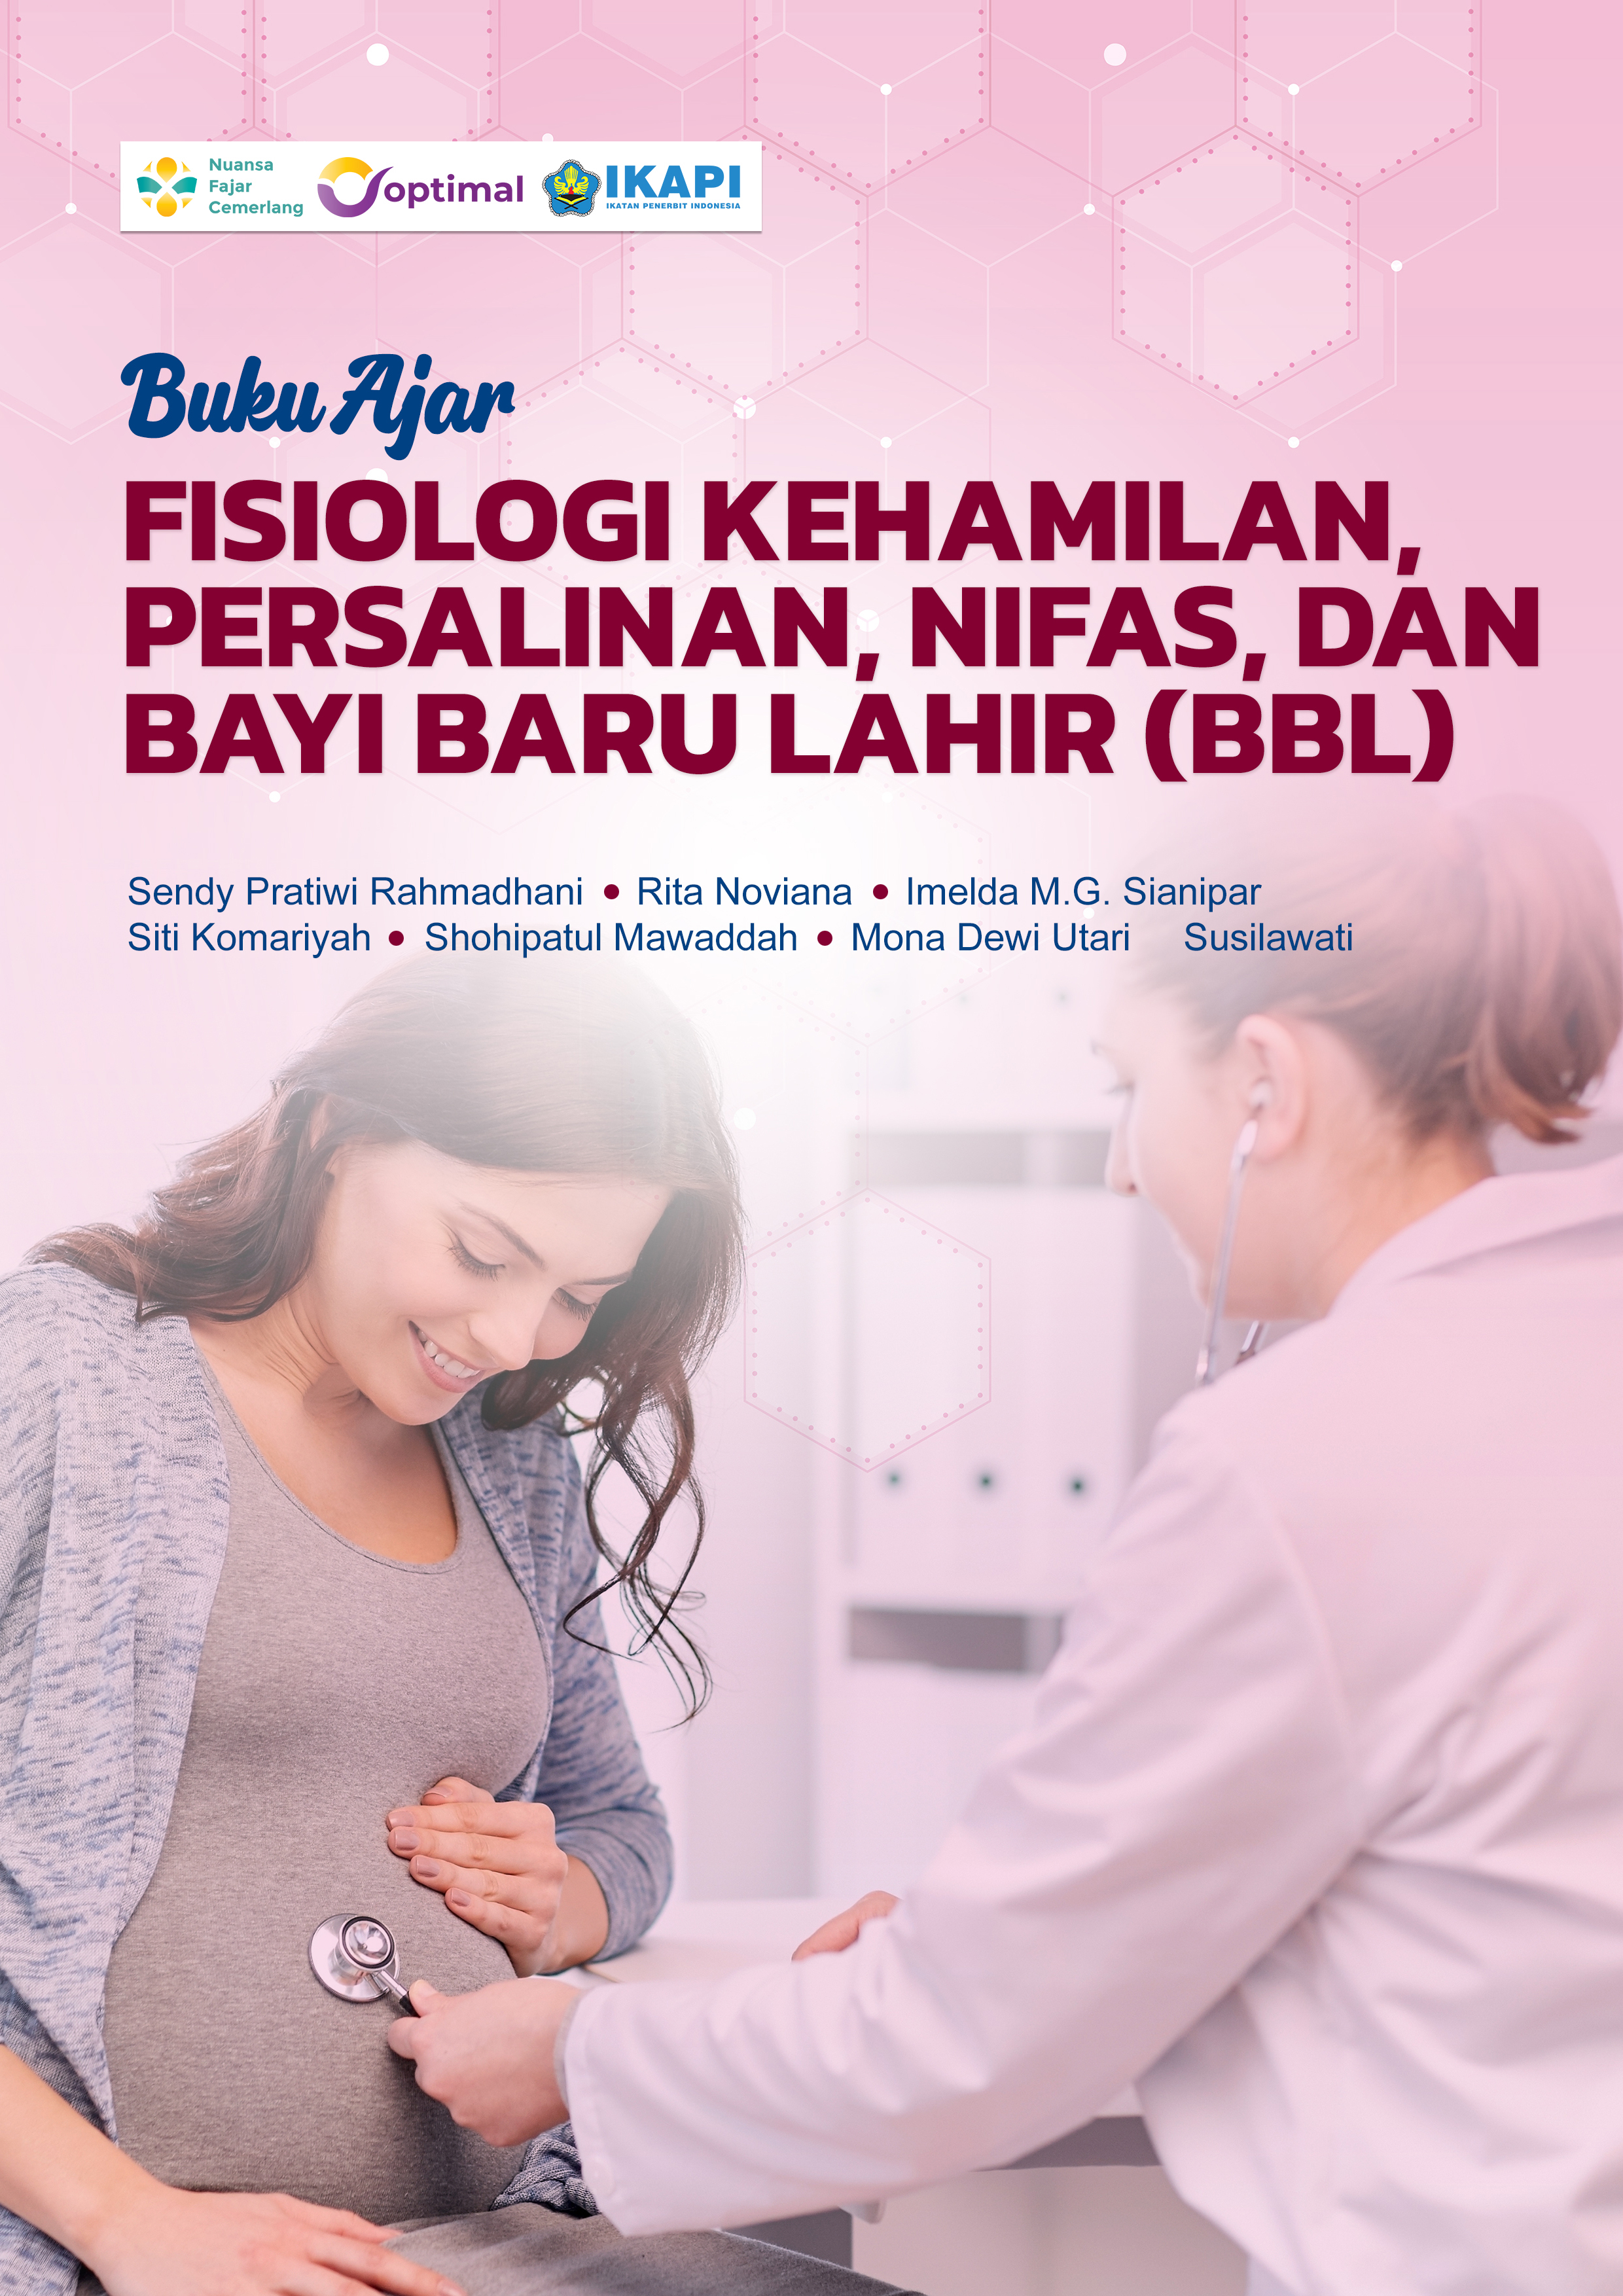 Nuansa
Fajar
Cemerlang
optimal
IKAPI
IKATAN PENERBIT INDONESIA
Buku Ajar
FISIOLOGI KEHAMILAN,
PERSALINAN, NIFAS, DAN
BAYI BARU LAHIR (BBL)
Sendy Pratiwi Rahmadhani • Rita Noviana • Imelda M.G. Sianipar
Siti Komariyah • Shohipatul Mawaddah • Mona Dewi Utari Susilawati